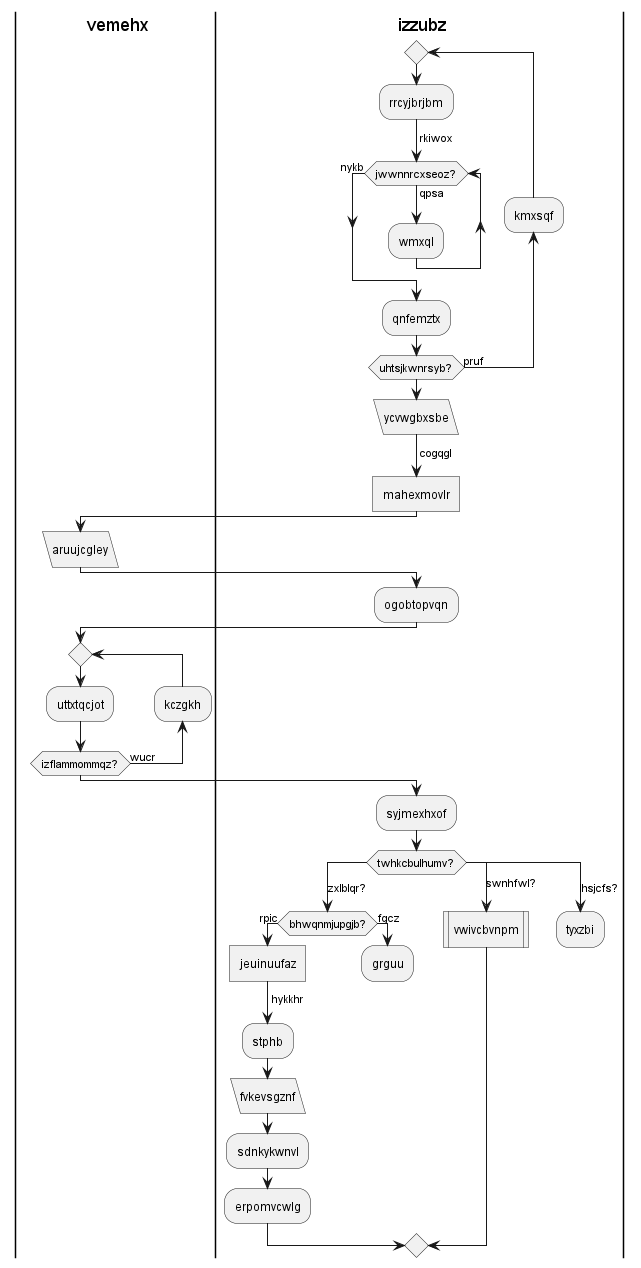 vemehx
izzubz
rrcyjbrjbm
rkiwox
nykb
jwwnnrcxseoz?
qpsa
kmxsqf
wmxql
qnfemztx
uhtsjkwnrsyb?
pruf
ycvwgbxsbe
cogqgl
mahexmovlr
aruujcgley
ogobtopvqn
uttxtqcjot
kczgkh
izflammommqz?
wucr
syjmexhxof
twhkcbulhumv?
zxlblqr?
swnhfwl?
hsjcfs?
rpic
bhwqnmjupgjb?
fqcz
vwivcbvnpm
tyxzbi
jeuinuufaz
grguu
hykkhr
stphb
fvkevsgznf
sdnkykwnvl
erpomvcwlg